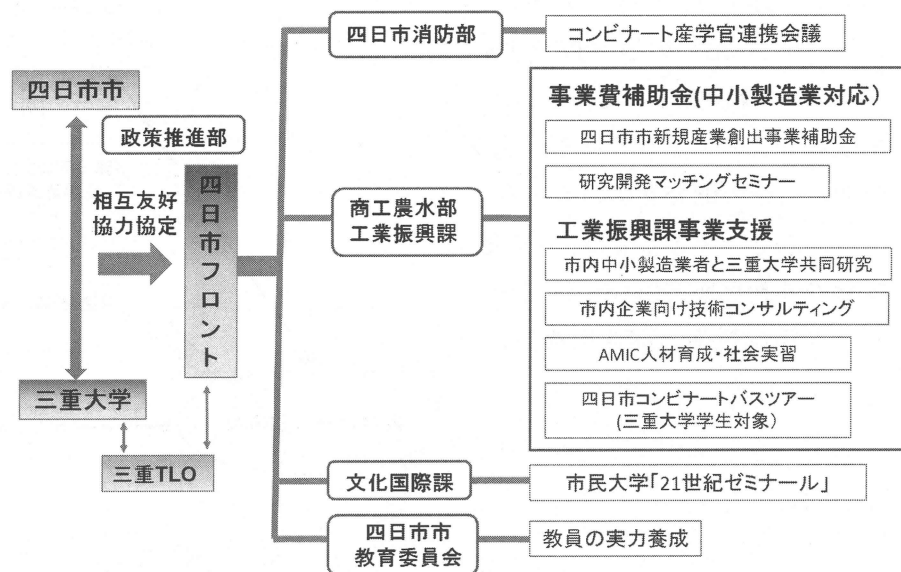 四日市市
政策推進部
相互友好
協力協定
四日市フロント
三重大学
三重TLO
四日市消防部
コンビナート産学官連携会議
商工農水部
工業振興課
事業費補助金(中小製造業対応)
四日市市新規産業創出事業補助金
研究開発マッチングセミナー
工業振興課事業支援
市内中小製造業者と三重大学共同研究
市内企業向け技術コンサルティング
AMIC人材育成・社会実習
四日市コンビナートバスツアー
(三重大学学生対象)
文化国際課
市民大学「21世紀ゼミナール」
四日市市
教育委員会
教員の実力養成